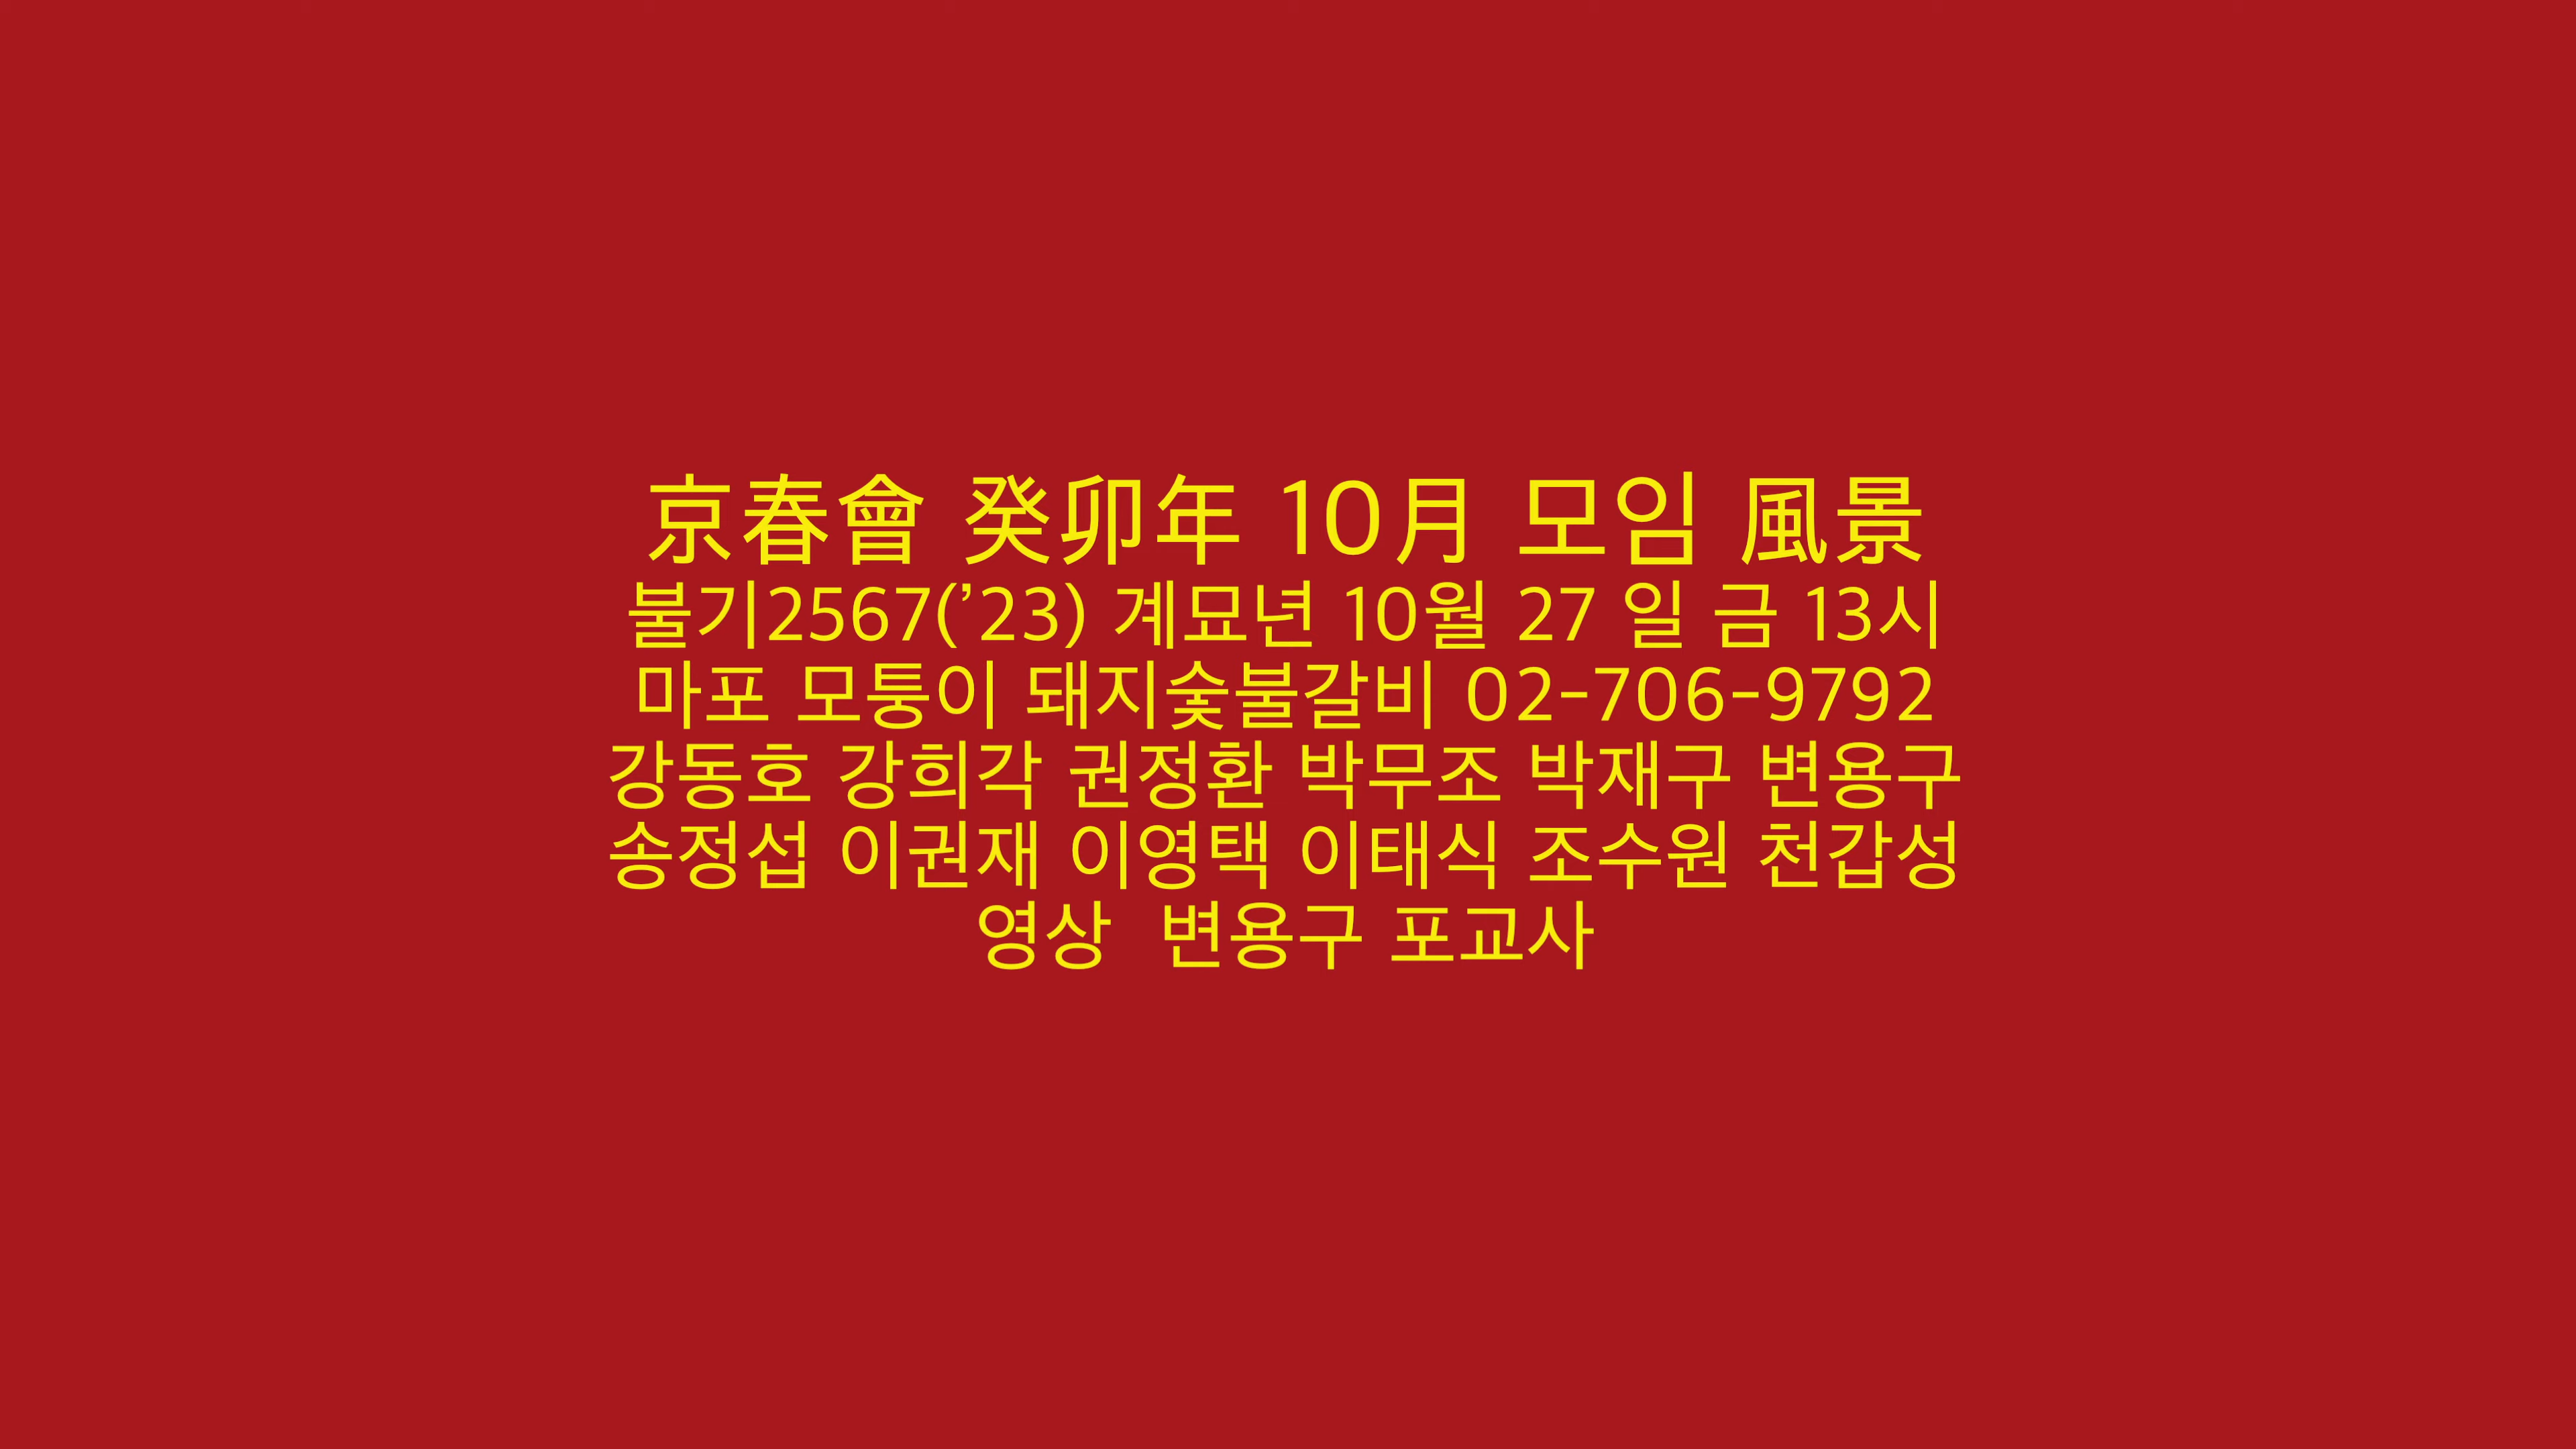 京春會 癸卯年 10月 모임 風景
불기2567(’23) 계묘년 10월 27 일 금 13시
마포 모퉁이 돼지숯불갈비 02-706-9792
강동호 강희각 권정환 박무조 박재구 변용구
송정섭 이권재 이영택 이태식 조수원 천갑성
영상  변용구 포교사